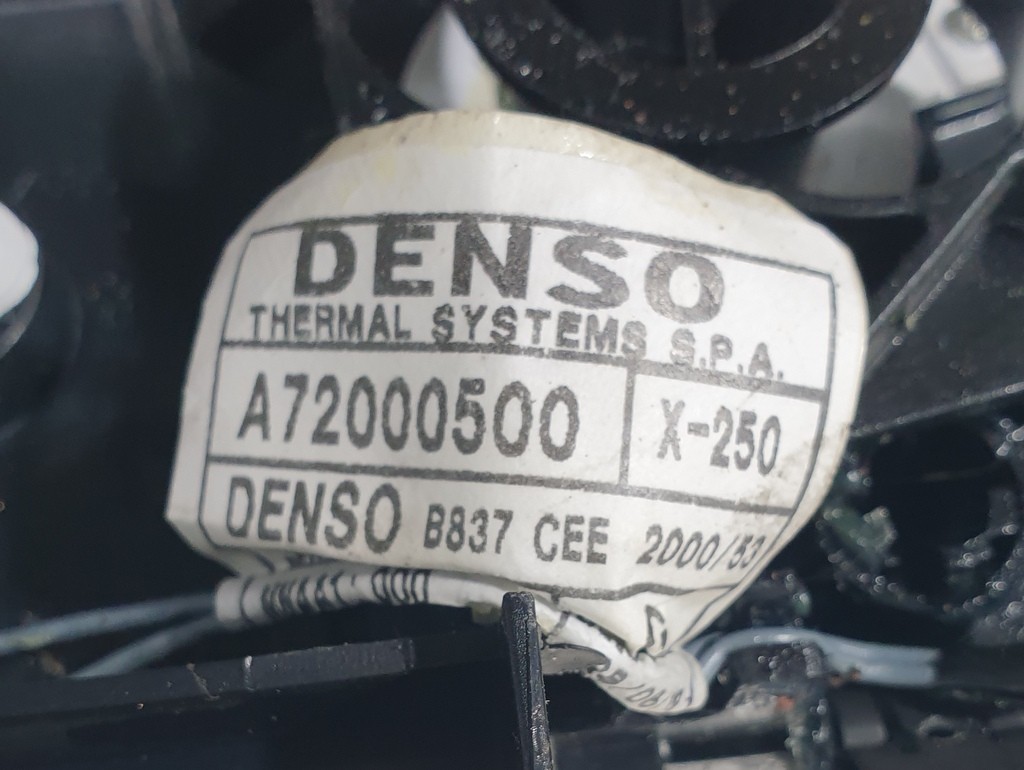 DENSO
THERMAL SYSTEMS S.P.A.
A72000500 X-250
DENSO B837 CEE 2000/53